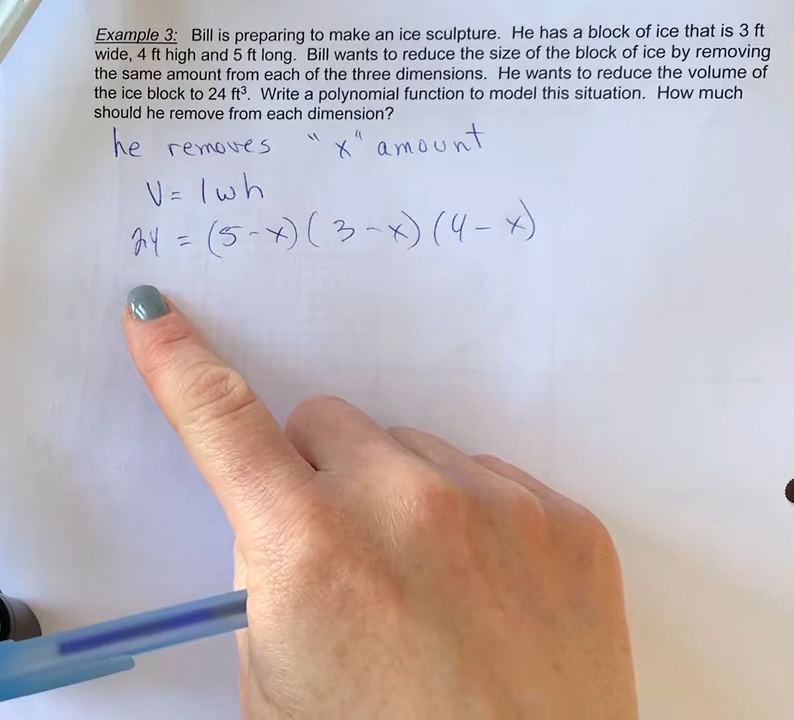 Example 3: Bill is preparing to make an ice sculpture. He has a block of ice that is 3 ft
wide, 4 ft high and 5 ft long. Bill wants to reduce the size of the block of ice by removing
the same amount from each of the three dimensions. He wants to reduce the volume of
the ice block to 24 ft³. Write a polynomial function to model this situation. How much
should he remove from each dimension?
he removes "x" amount
V = lwh
24 = (5-x)(3-x)(4-x)